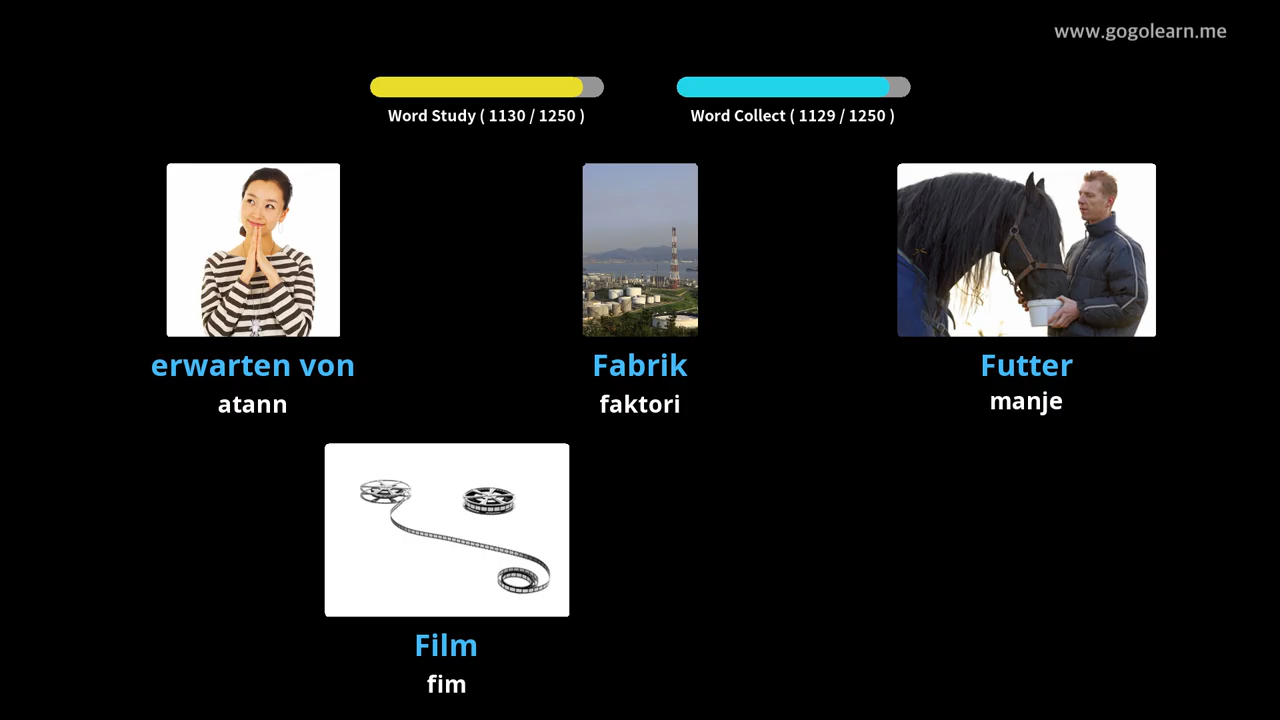 www.gogolearn.me
Word Study ( 1130 / 1250 )
Word Collect ( 1129 / 1250 )
erwarten von
atann
Fabrik
faktori
Futter
manje
Film
fim